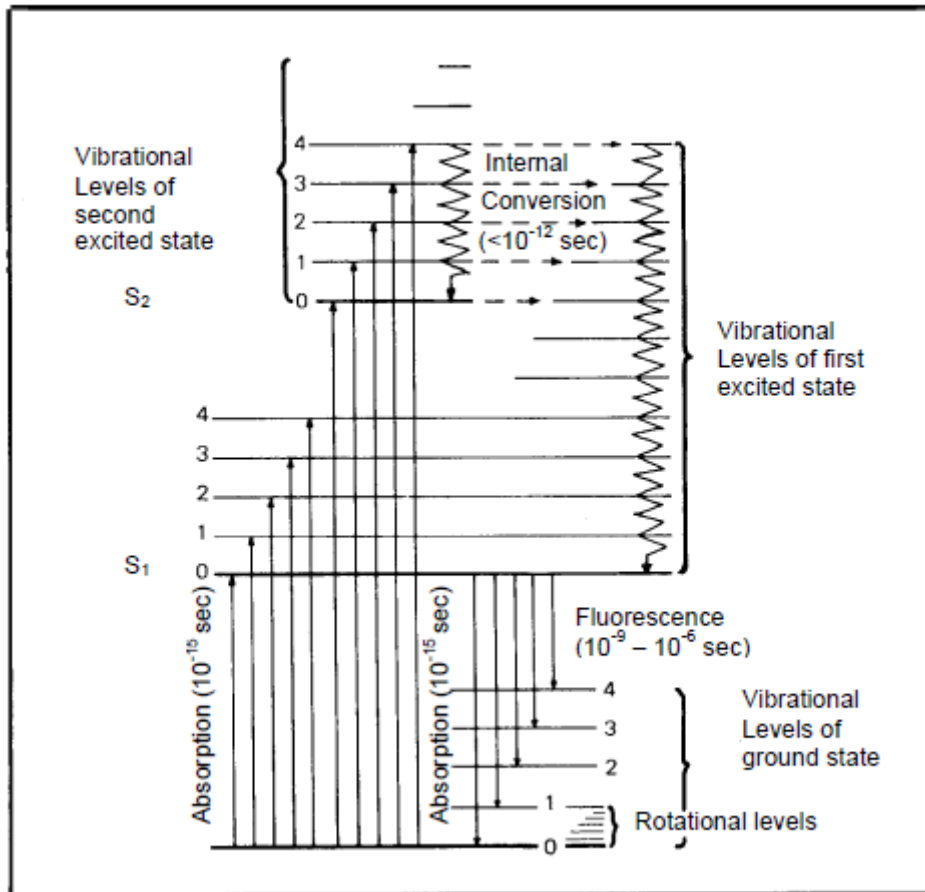 4
Vibrational
Levels of
second
excited state
3
2
1
0
S₂
Internal
Conversion
(<10⁻¹² sec)
Vibrational
Levels of first
excited state
4
3
2
1
0
S₁
Absorption (10⁻¹⁵ sec)
Absorption (10⁻¹⁵ sec)
Fluorescence
(10⁻⁹ – 10⁻⁶ sec)
4
3
2
1
0
Vibrational
Levels of
ground state
Rotational levels